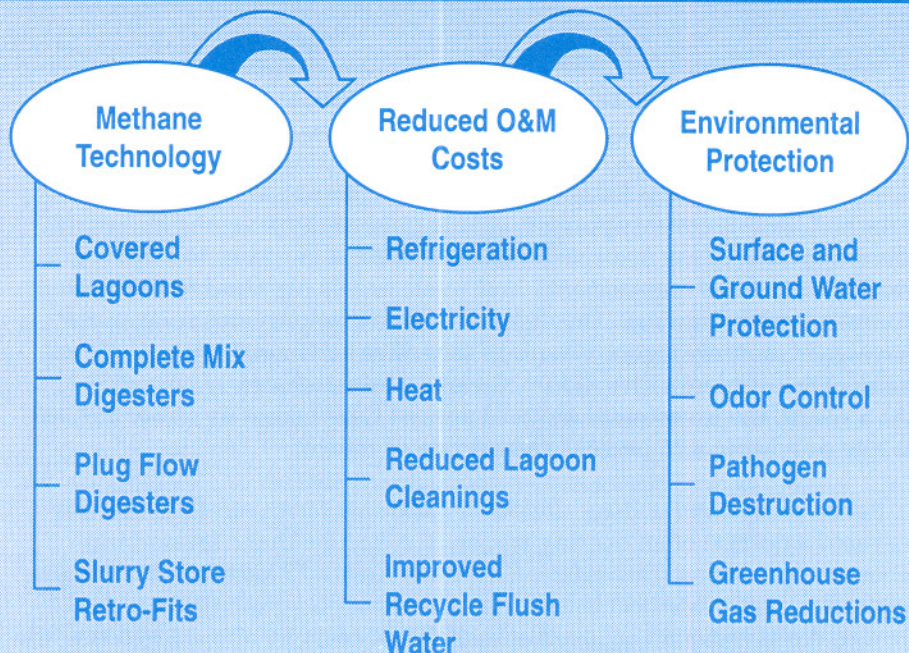 Methane
Technology
Covered
Lagoons
Complete Mix
Digesters
Plug Flow
Digesters
Slurry Store
Retro-Fits
Reduced O&M
Costs
Refrigeration
Electricity
Heat
Reduced Lagoon
Cleanings
Improved
Recycle Flush
Water
Environmental
Protection
Surface and
Ground Water
Protection
Odor Control
Pathogen
Destruction
Greenhouse
Gas Reductions